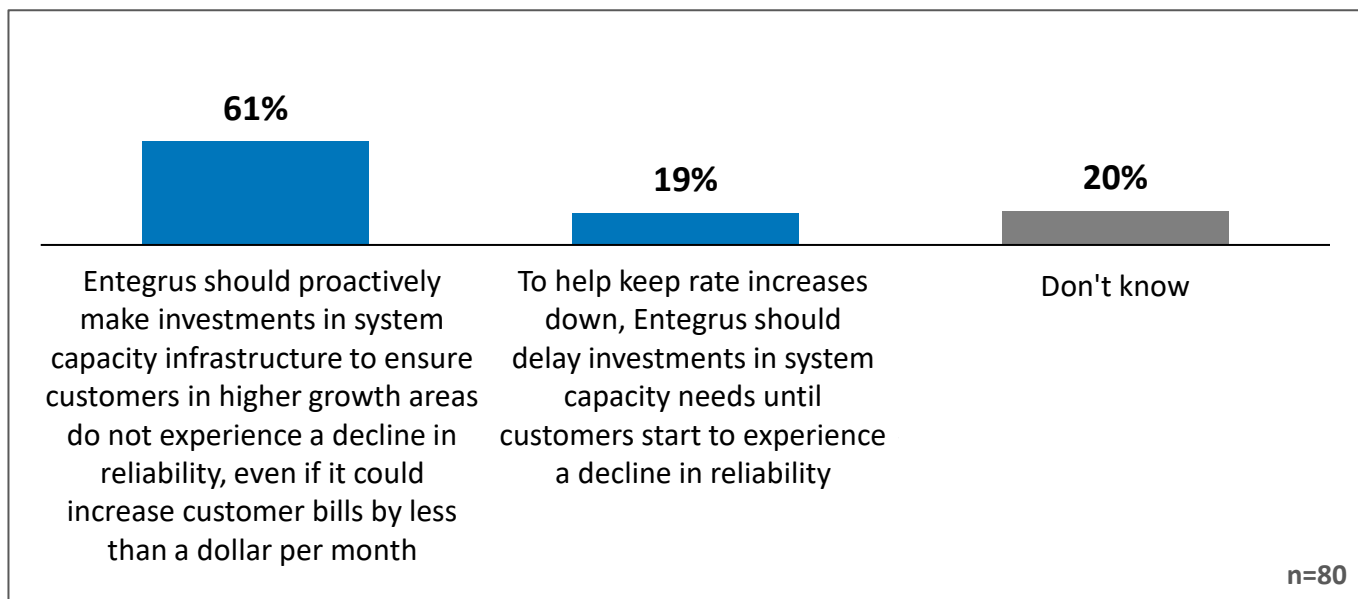 61%
19%
20%
Entegrus should proactively
make investments in system
capacity infrastructure to ensure
customers in higher growth areas
do not experience a decline in
reliability, even if it could
increase customer bills by less
than a dollar per month
To help keep rate increases
down, Entegrus should
delay investments in system
capacity needs until
customers start to experience
a decline in reliability
Don't know
n=80